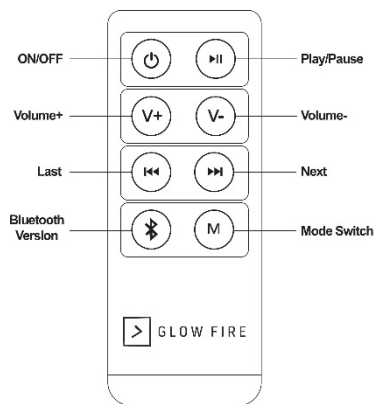 ON/OFF
Play/Pause
Volume+
V+
V-
Volume-
Last
Next
Bluetooth
Version
M
Mode Switch
GLOW FIRE